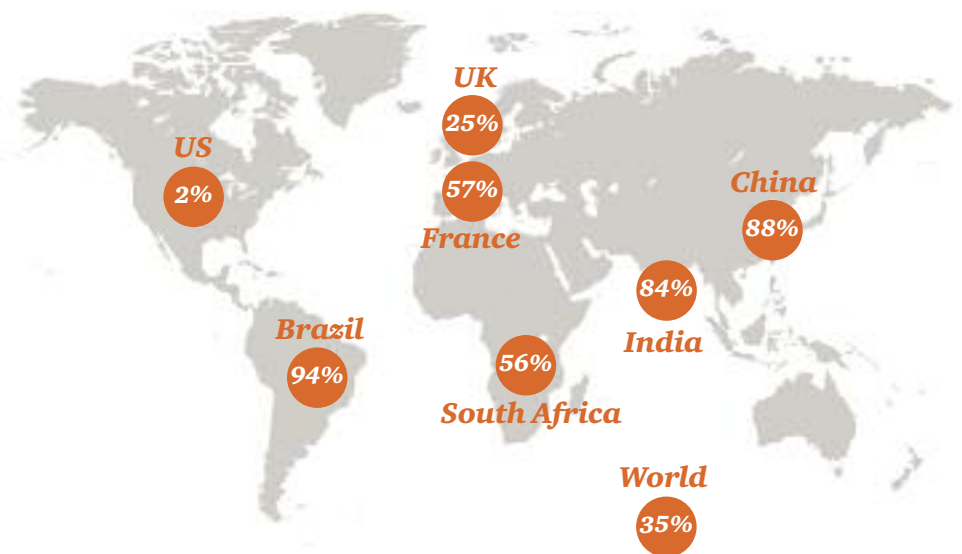 UK
25%
US
2%
57%
France
China
88%
84%
India
Brazil
94%
56%
South Africa
World
35%